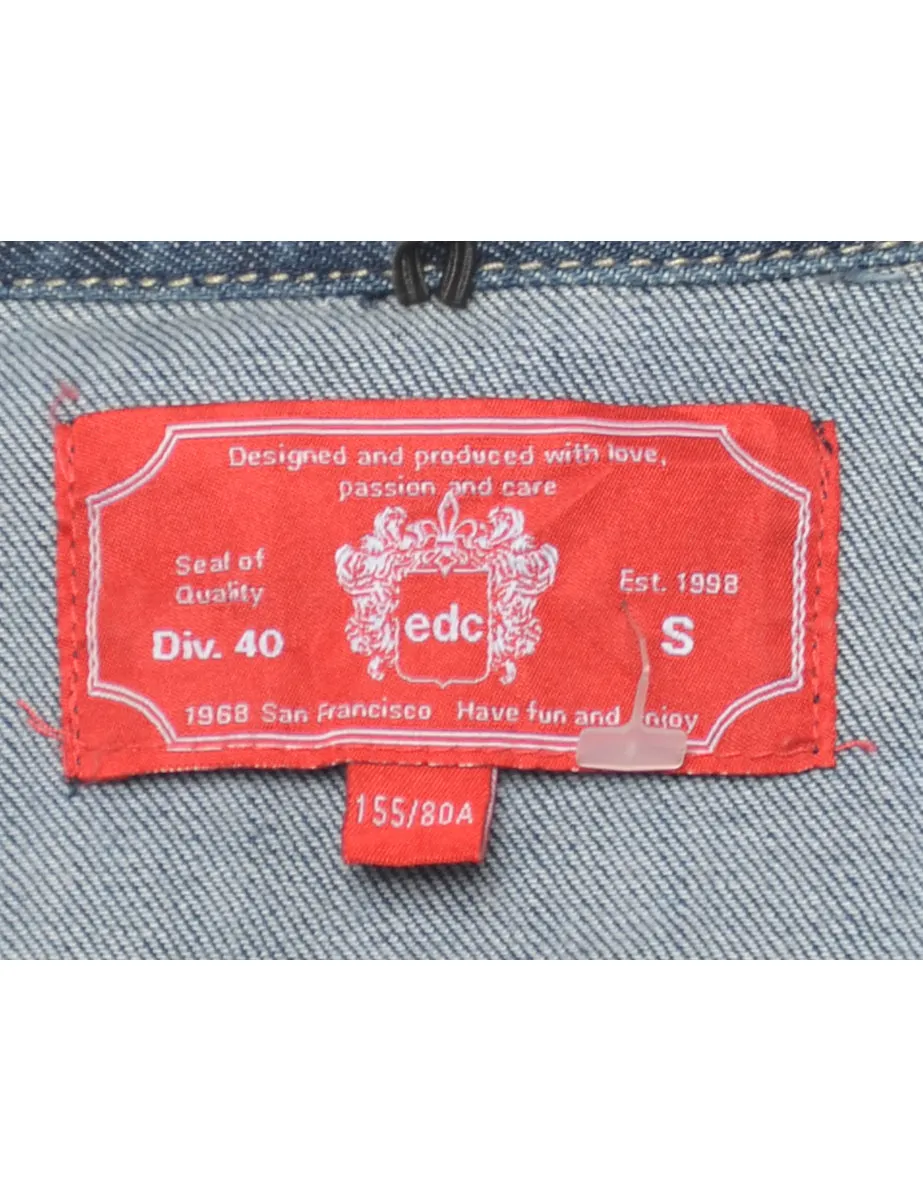 Designed and produced with love,
passion and care
Seal of
Quality
Div. 40
edc
Est. 1998
S
1968 San Francisco Have fun and enjoy
155/80A